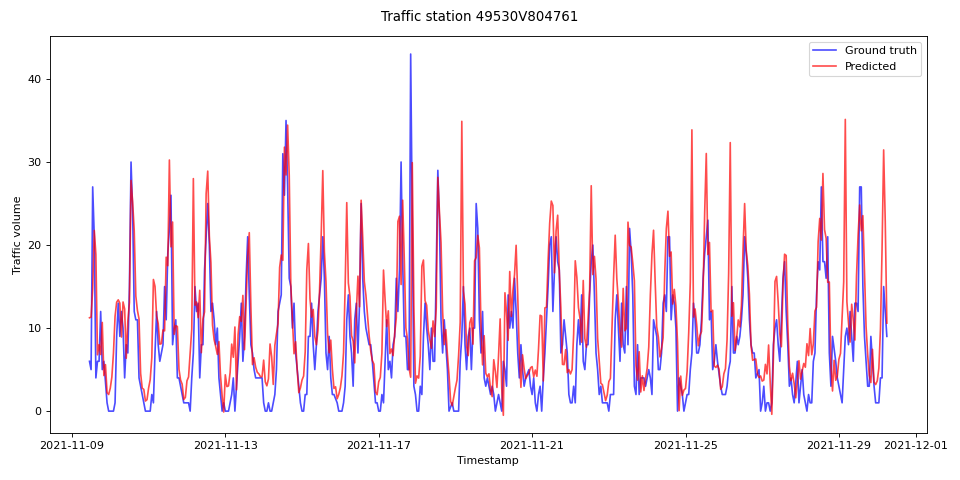 Traffic station 49530V804761
Ground truth
Predicted
Traffic volume
40
30
20
10
0
2021-11-09
2021-11-13
2021-11-17
2021-11-21
2021-11-25
2021-11-29
2021-12-01
Timestamp